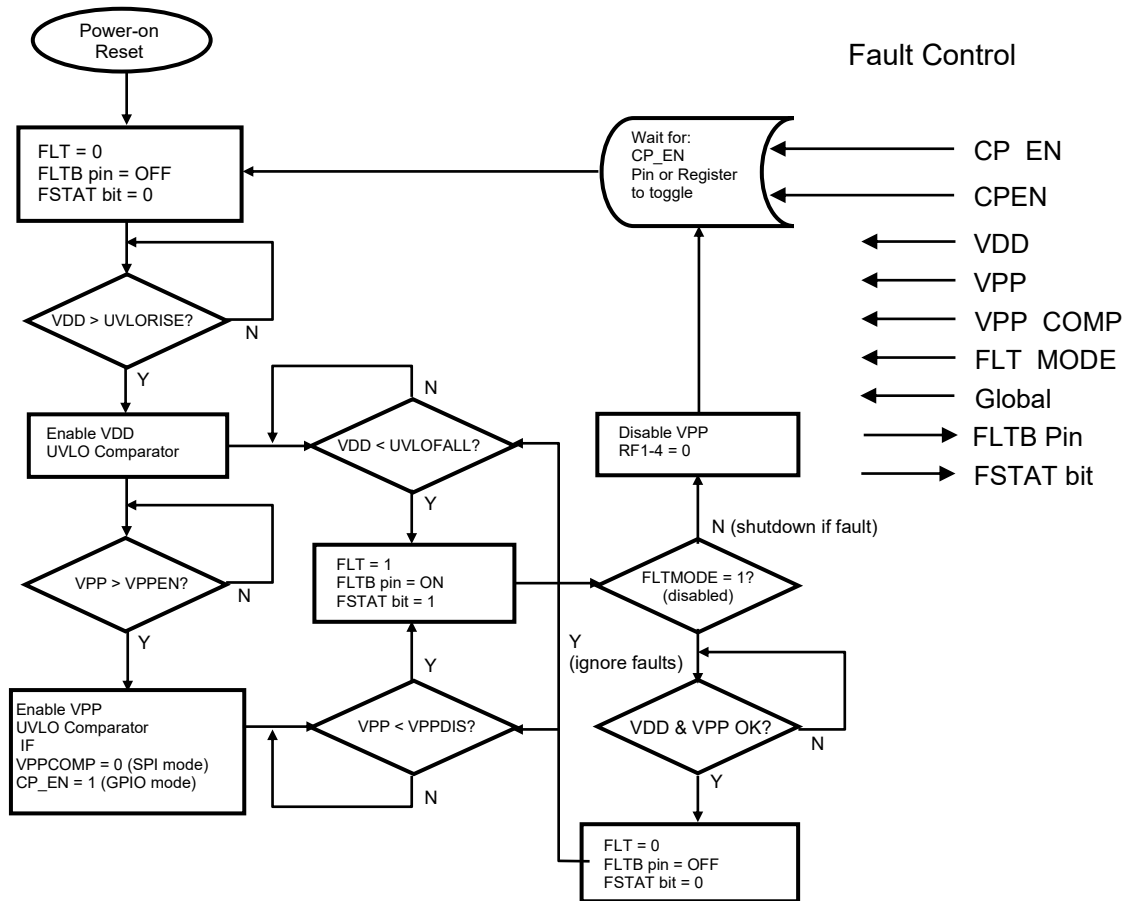 Power-on
Reset
Fault Control
FLT = 0
FLTB pin = OFF
FSTAT bit = 0
Wait for:
CP_EN
Pin or Register
to toggle
CP EN
CPEN
VDD
VPP
VPP COMP
FLT MODE
Global
FLTB Pin
FSTAT bit
VDD > UVLORISE?
N
Y
Enable VDD
UVLO Comparator
N
VDD < UVLOFALL?
Y
Disable VPP
RF1-4 = 0
N (shutdown if fault)
VPP > VPPEN?
N
Y
FLT = 1
FLTB pin = ON
FSTAT bit = 1
FLTMODE = 1?
(disabled)
Y
(ignore faults)
Enable VPP
UVLO Comparator
IF
VPPCOMP = 0 (SPI mode)
CP_EN = 1 (GPIO mode)
Y
VPP < VPPDIS?
N
VDD & VPP OK?
N
Y
FLT = 0
FLTB pin = OFF
FSTAT bit = 0